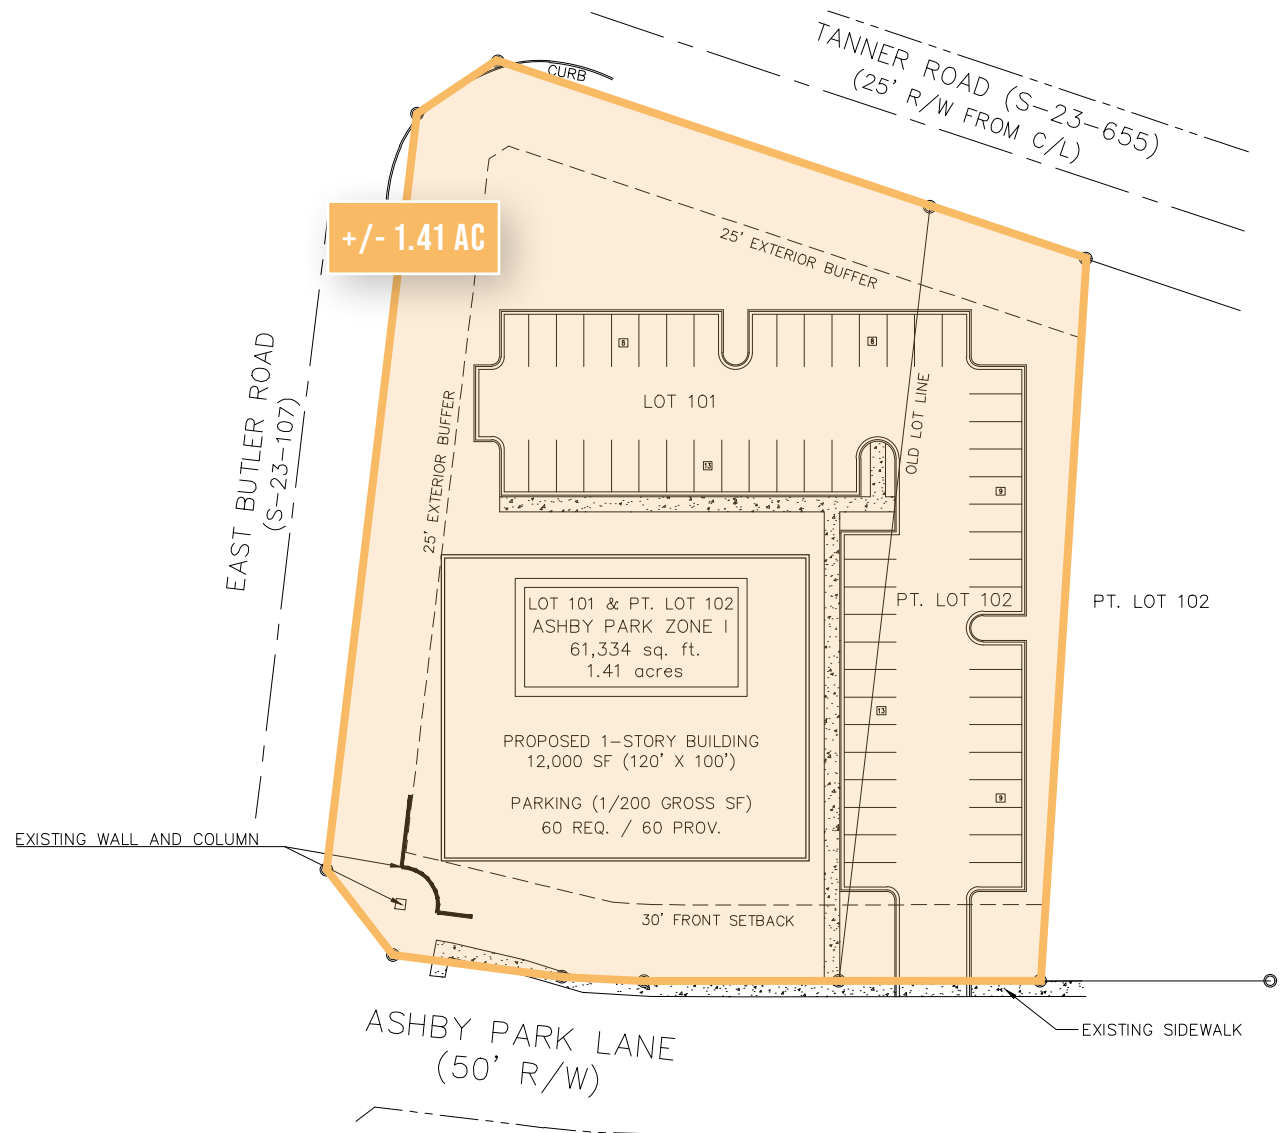 TANNER ROAD (S-23-655)
(25' R/W FROM C/L)
CURB
+/- 1.41 AC
25' EXTERIOR BUFFER
8
8
EAST BUTLER ROAD
(S-23-107)
25' EXTERIOR BUFFER
LOT 101
OLD LOT LINE
13
9
LOT 101 & PT. LOT 102
ASHBY PARK ZONE I
61,334 sq. ft.
1.41 acres
PT. LOT 102
PT. LOT 102
13
PROPOSED 1-STORY BUILDING
12,000 SF (120' X 100')
PARKING (1/200 GROSS SF)
60 REQ. / 60 PROV.
9
EXISTING WALL AND COLUMN
30' FRONT SETBACK
EXISTING SIDEWALK
ASHBY PARK LANE
(50' R/W)